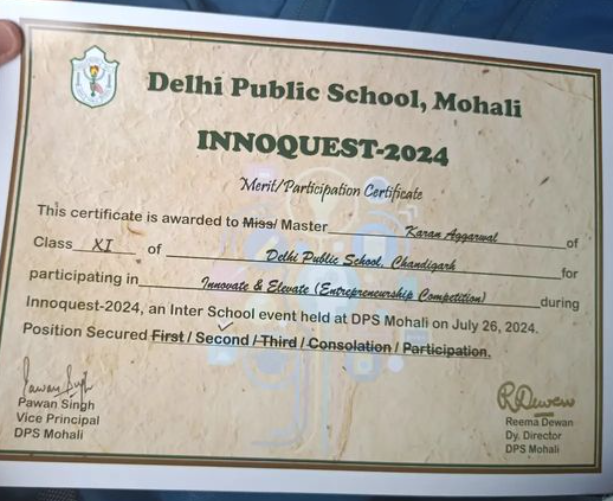 Delhi Public School, Mohali
INNOQUEST-2024
Merit/Participation Certificate
This certificate is awarded to Miss/ Master Karan Aggarwal of
Class XI of Delhi Public School, Chandigarh for
participating in Innovate & Elevate (Entrepreneurship Competition) during
Innoquest-2024, an Inter School event held at DPS Mohali on July 26, 2024.
Position Secured First / Second / Third / Consolation / Participation.
Pawan Singh
Pawan Singh
Vice Principal
DPS Mohali
RDewan
Reema Dewan
Dy. Director
DPS Mohali